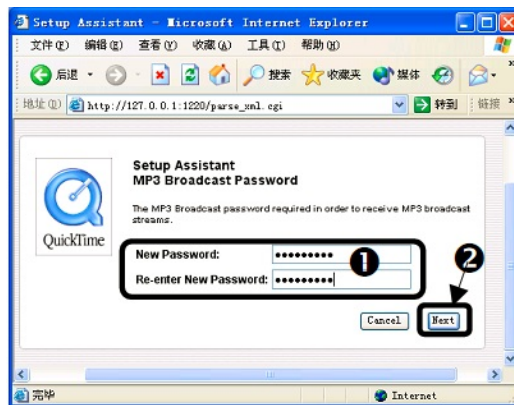 Setup Assistant - Microsoft Internet Explorer
文件(F) 编辑(E) 查看(V) 收藏(A) 工具(T) 帮助(H)
后退 搜索 收藏夹 媒体
地址(D) http://127.0.0.1:1220/parse_xml.cgi 转到 链接
Setup Assistant
MP3 Broadcast Password
The MP3 Broadcast password required in order to receive MP3 broadcast
streams.
QuickTime
New Password: ●●●●●●●●● 1
Re-enter New Password: ●●●●●●●●●
2
Cancel Next
完毕 Internet